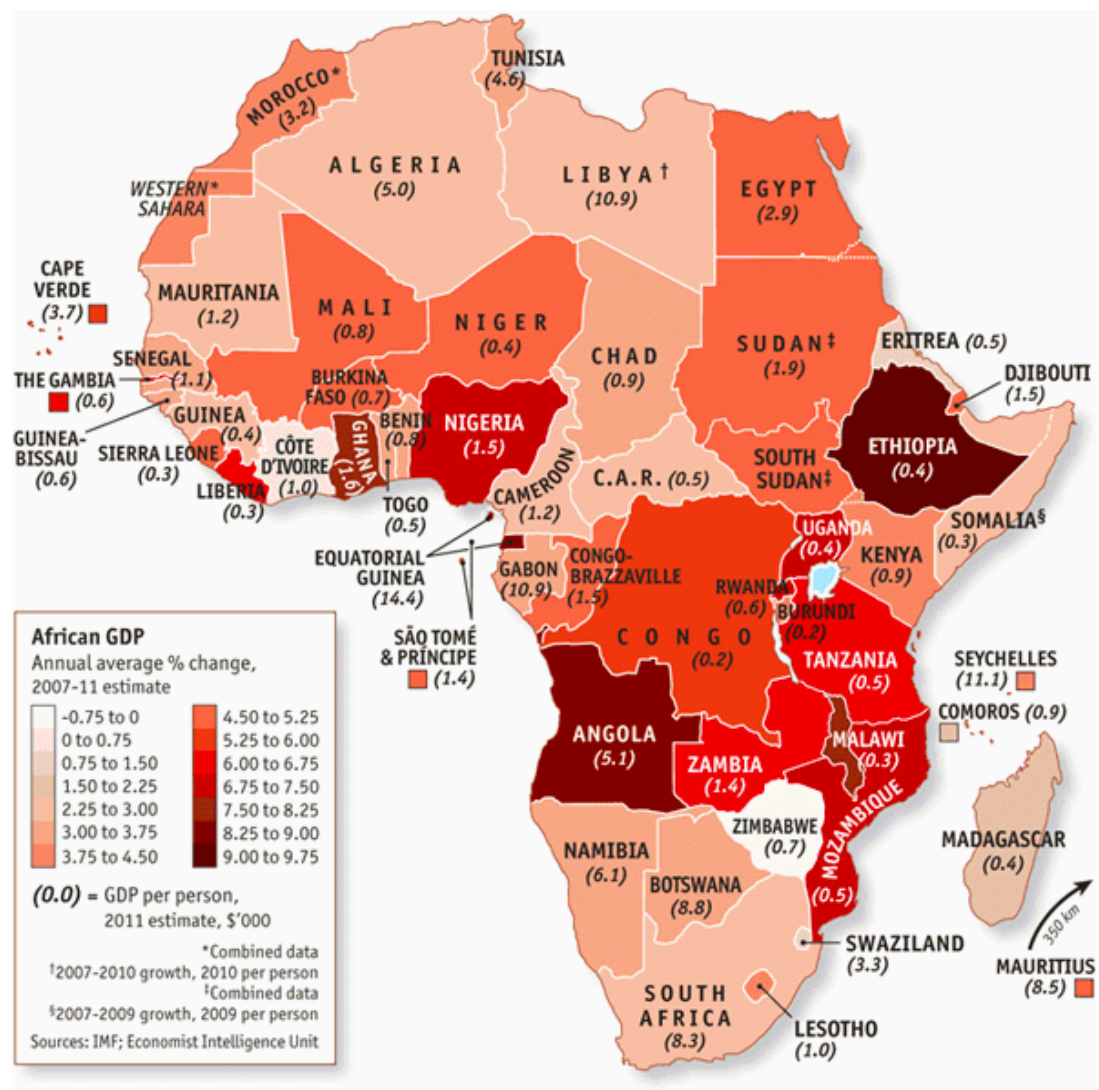 TUNISIA
(4.6)
MOROCCO*
(3.2)
ALGERIA
(5.0)
LIBYA†
(10.9)
EGYPT
(2.9)
WESTERN*
SAHARA
CAPE
VERDE
(3.7)
MAURITANIA
(1.2)
MALI
(0.8)
NIGER
(0.4)
CHAD
(0.9)
SUDAN‡
(1.9)
ERITREA (0.5)
DJIBOUTI
(1.5)
SENEGAL
(1.1)
THE GAMBIA
(0.6)
GUINEA-
BISSAU
(0.6)
GUINEA
(0.4)
SIERRA LEONE
(0.3)
LIBERIA
(0.3)
CÔTE
D'IVOIRE
(1.0)
BURKINA
FASO (0.7)
GHANA
(1.6)
BENIN
(0.8)
TOGO
(0.5)
NIGERIA
(1.5)
CAMEROON
(1.2)
C.A.R. (0.5)
SOUTH
SUDAN‡
ETHIOPIA
(0.4)
SOMALIA§
(0.3)
EQUATORIAL
GUINEA
(14.4)
GABON
(10.9)
CONGO-
BRAZZAVILLE
(1.5)
UGANDA
(0.4)
KENYA
(0.9)
RWANDA
(0.6)
BURUNDI
(0.2)
SÃO TOMÉ
& PRÍNCIPE
(1.4)
CONGO
(0.2)
TANZANIA
(0.5)
SEYCHELLES
(11.1)
COMOROS (0.9)
ANGOLA
(5.1)
ZAMBIA
(1.4)
MALAWI
(0.3)
MOZAMBIQUE
(0.5)
ZIMBABWE
(0.7)
MADAGASCAR
(0.4)
NAMIBIA
(6.1)
BOTSWANA
(8.8)
350 km
MAURITIUS
(8.5)
SWAZILAND
(3.3)
SOUTH
AFRICA
(8.3)
LESOTHO
(1.0)
African GDP
Annual average % change,
2007-11 estimate
-0.75 to 0
0 to 0.75
0.75 to 1.50
1.50 to 2.25
2.25 to 3.00
3.00 to 3.75
3.75 to 4.50
4.50 to 5.25
5.25 to 6.00
6.00 to 6.75
6.75 to 7.50
7.50 to 8.25
8.25 to 9.00
9.00 to 9.75
(0.0) = GDP per person,
2011 estimate, $'000
*Combined data
†2007-2010 growth, 2010 per person
‡Combined data
§2007-2009 growth, 2009 per person
Sources: IMF; Economist Intelligence Unit